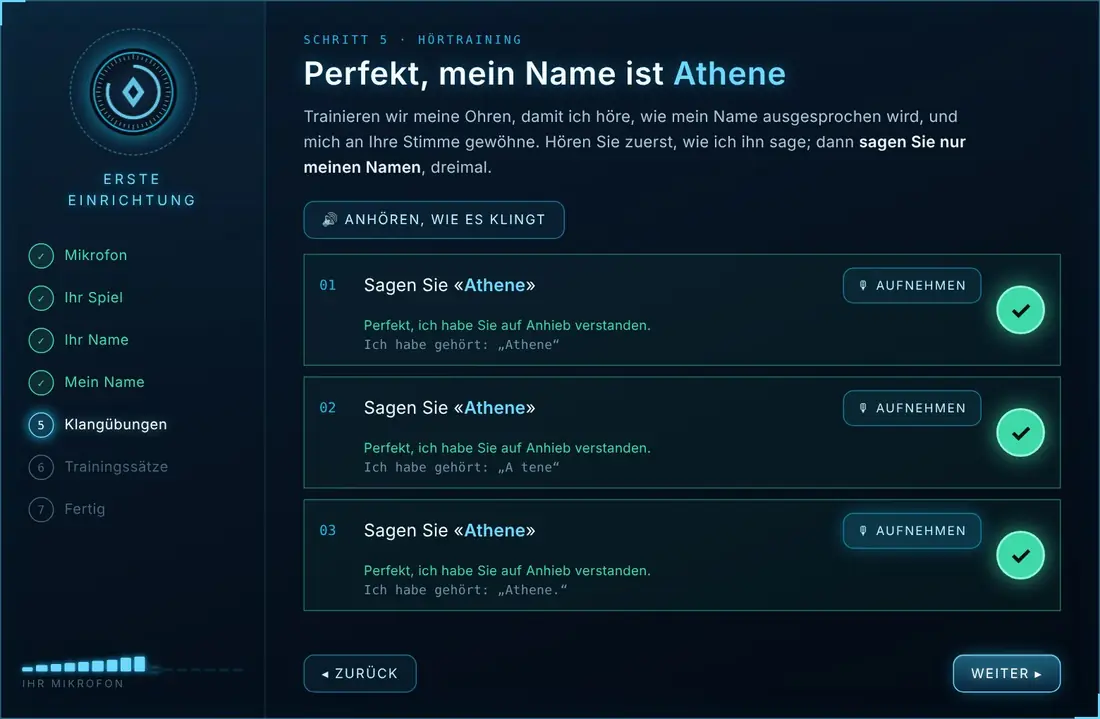 ERSTE
EINRICHTUNG
✓ Mikrofon
✓ Ihr Spiel
✓ Ihr Name
✓ Mein Name
5 Klangübungen
6 Trainingssätze
7 Fertig
IHR MIKROFON
SCHRITT 5 · HÖRTRAINING
Perfekt, mein Name ist Athene
Trainieren wir meine Ohren, damit ich höre, wie mein Name ausgesprochen wird, und
mich an Ihre Stimme gewöhne. Hören Sie zuerst, wie ich ihn sage; dann sagen Sie nur
meinen Namen, dreimal.
ANHÖREN, WIE ES KLINGT
01 Sagen Sie «Athene» AUFNEHMEN
Perfekt, ich habe Sie auf Anhieb verstanden.
Ich habe gehört: „Athene“
02 Sagen Sie «Athene» AUFNEHMEN
Perfekt, ich habe Sie auf Anhieb verstanden.
Ich habe gehört: „A tene“
03 Sagen Sie «Athene» AUFNEHMEN
Perfekt, ich habe Sie auf Anhieb verstanden.
Ich habe gehört: „Athene.“
◂ ZURÜCK
WEITER ▸